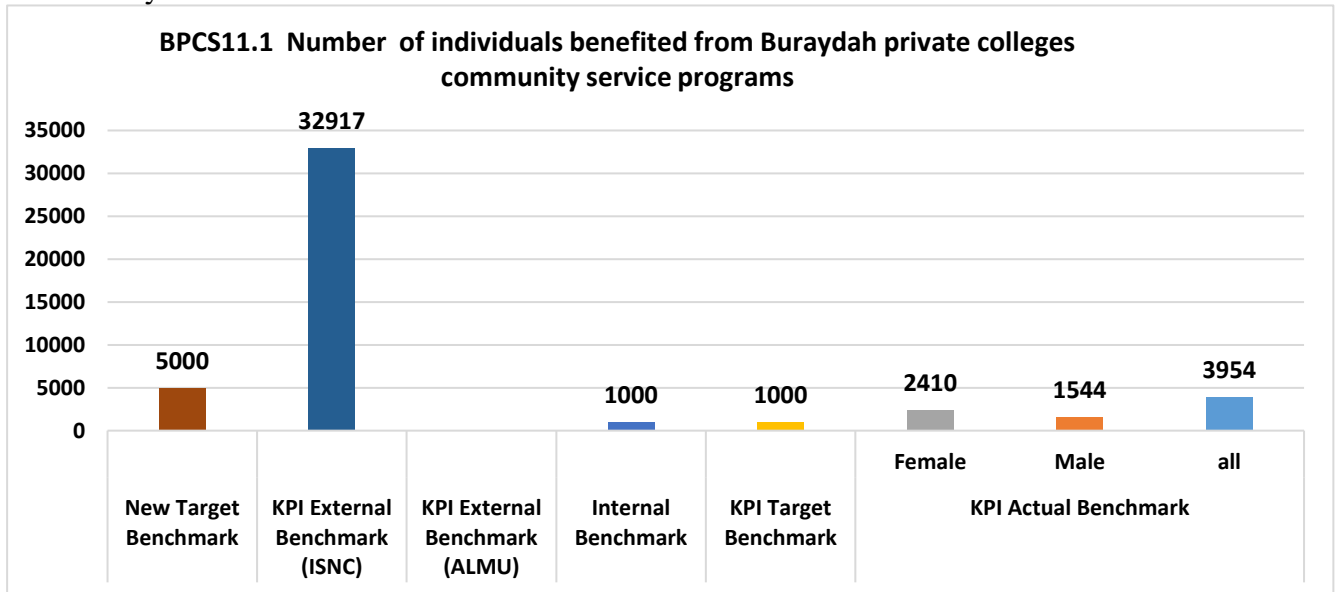 BPCS11.1 Number of individuals benefited from Buraydah private colleges
community service programs
35000
30000
25000
20000
15000
10000
5000
0
5000
32917
1000
1000
2410
1544
3954
Female
Male
all
New Target
Benchmark
KPI External
Benchmark
(ISNC)
KPI External
Benchmark
(ALMU)
Internal
Benchmark
KPI Target
Benchmark
KPI Actual Benchmark